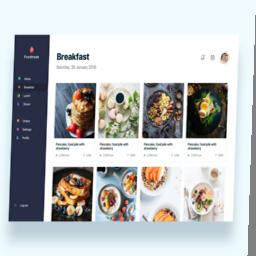 Foodtrade
Home
Breakfast
Lunch
Dinner
Orders
Settings
Profile
Logout
Breakfast
Saturday, 26 January 2019
Pancake, food pile with strawberry
Pancake, food pile with strawberry
Pancake, food pile with strawberry
Pancake, food pile with strawberry